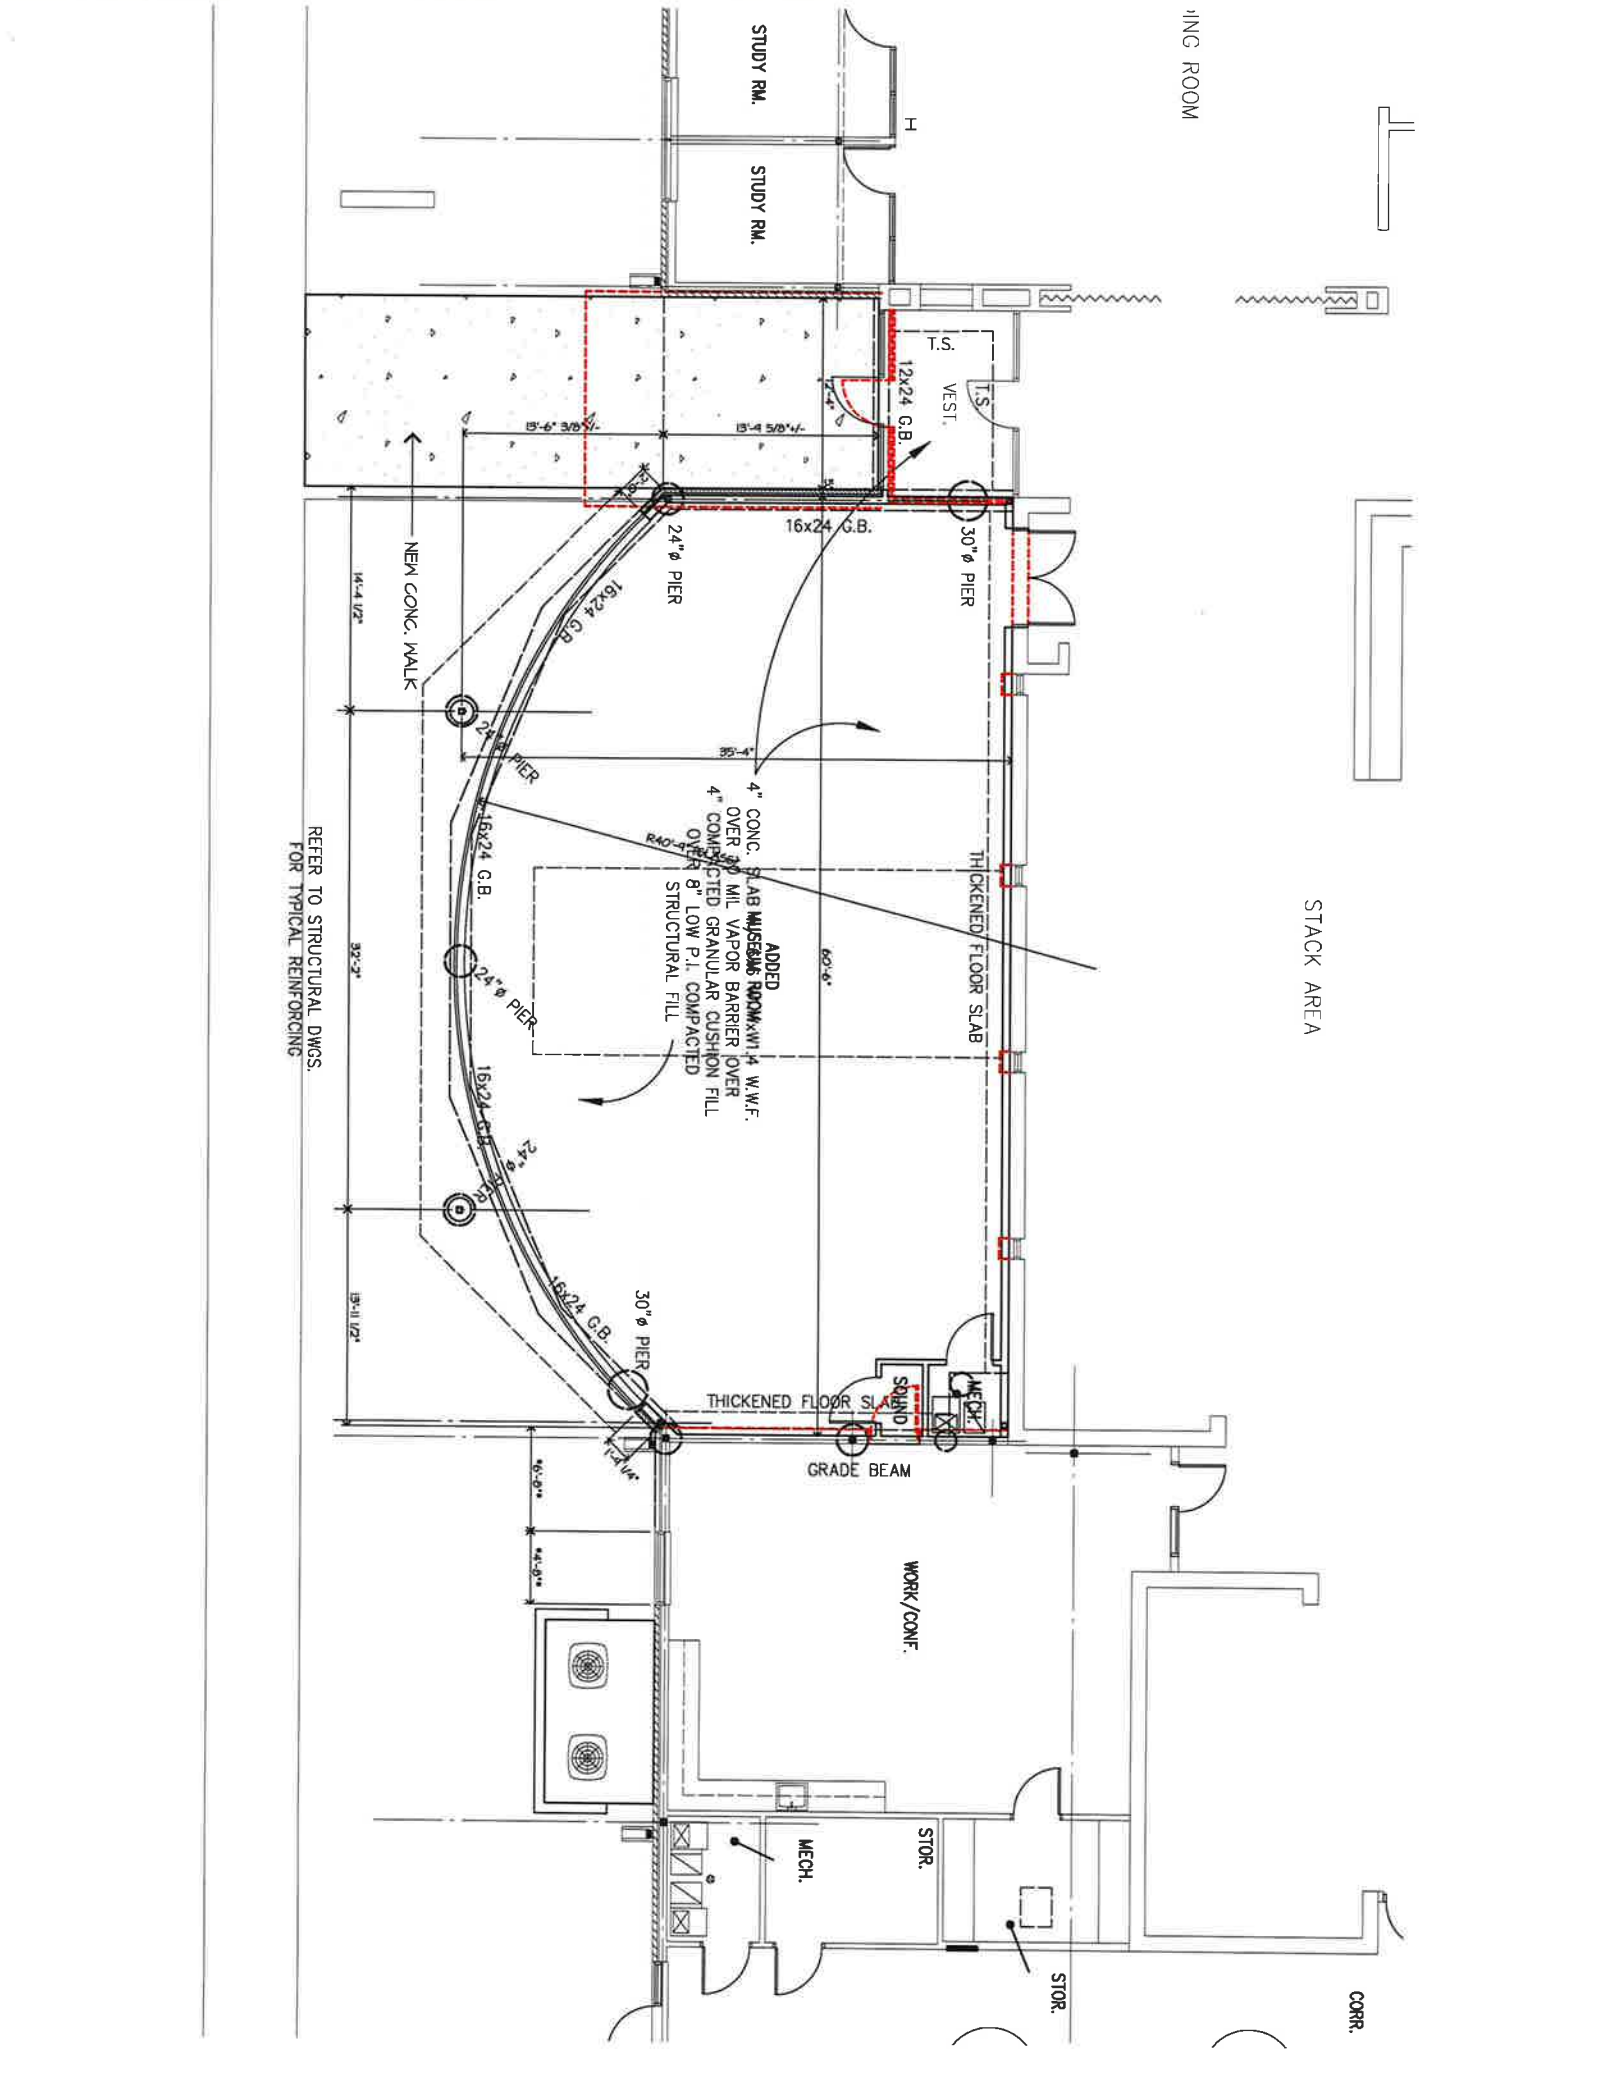 STUDY RM.
STUDY RM.
ING ROOM
H
T.S.
T.S.
VEST.
12x24 G.B.
12'-4"
13'-6" 3/8"+/-
13'-4 5/8"+/-
NEW CONC. WALK
16x24 G.B.
24"ø PIER
30"ø PIER
16x24 G.B.
14'-4 1/2"
24"ø PIER
35'-4"
STACK AREA
THICKENED FLOOR SLAB
4" CONC. SLAB W.W.F.
OVER MIL VAPOR BARRIER OVER
4" COMPACTED GRANULAR CUSHION FILL
OVER 8" LOW P.I. COMPACTED
STRUCTURAL FILL
ADDED
MUSEUM ROOM
60'-6"
16x24 G.B.
24"ø PIER
32'-2"
REFER TO STRUCTURAL DWGS.
FOR TYPICAL REINFORCING
16x24 G.B.
24"ø PIER
16x24 G.B.
30"ø PIER
13'-11 1/2"
THICKENED FLOOR SLAB
SOUND
MECH.
GRADE BEAM
1'-4 1/4"
WORK/CONF.
MECH.
STOR.
STOR.
CORR.